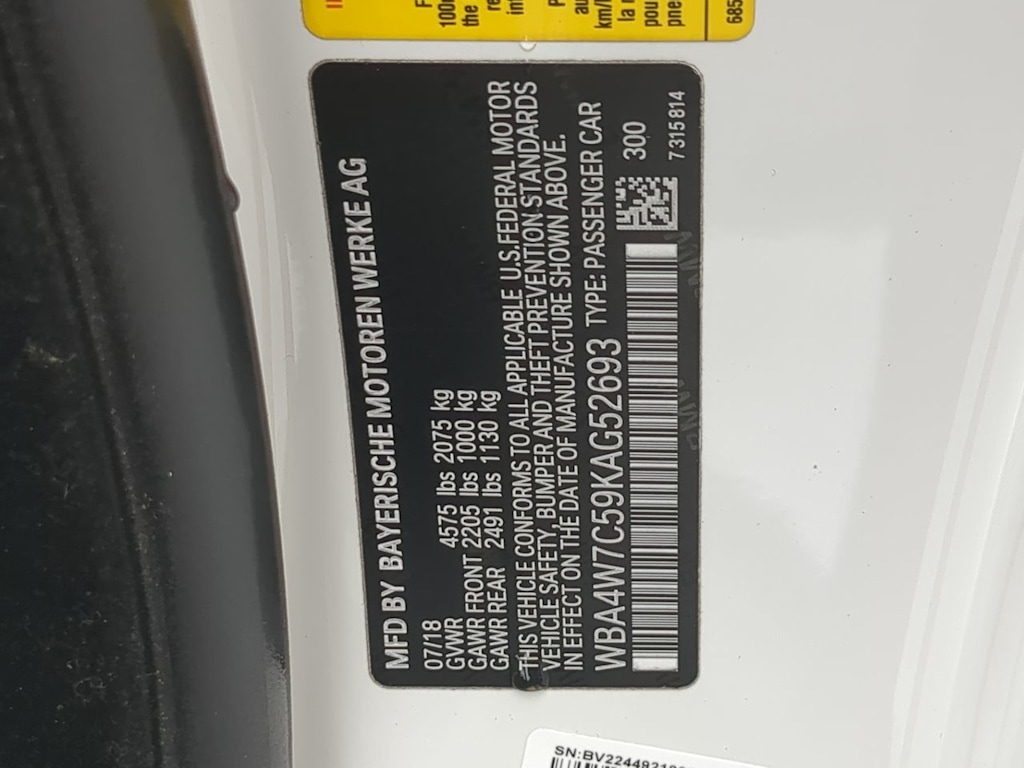 MFD BY BAYERISCHE MOTOREN WERKE AG
07/18
GVWR 4575 lbs 2075 kg
GAWR FRONT 2205 lbs 1000 kg
GAWR REAR 2491 lbs 1130 kg
THIS VEHICLE CONFORMS TO ALL APPLICABLE U.S.FEDERAL MOTOR
VEHICLE SAFETY, BUMPER AND THEFT PREVENTION STANDARDS
IN EFFECT ON THE DATE OF MANUFACTURE SHOWN ABOVE.
WBA4W7C59KAG52693 TYPE: PASSENGER CAR
300
7315814